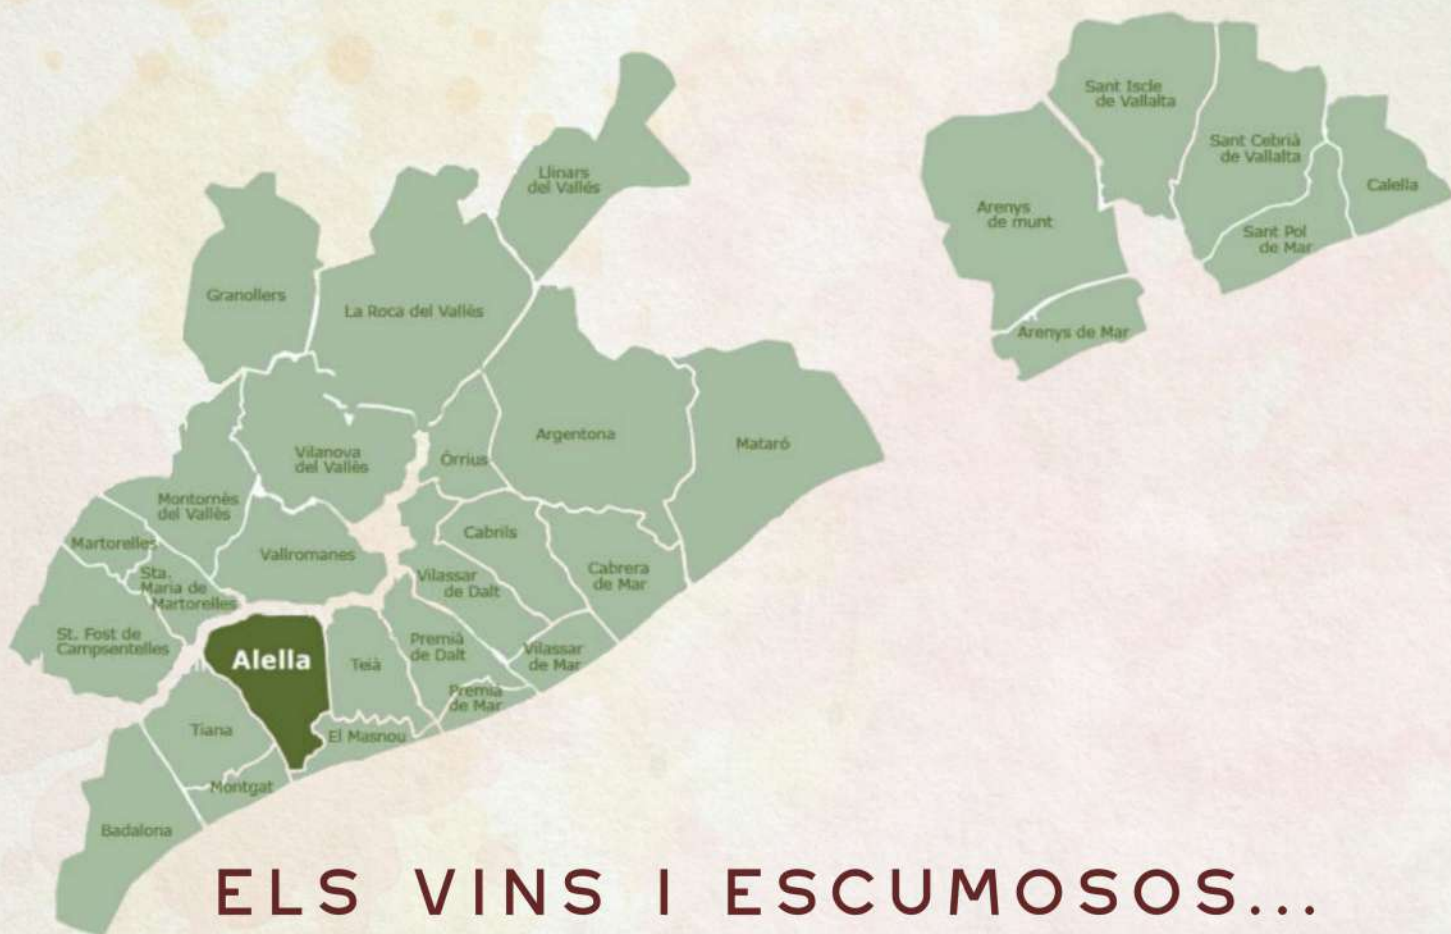 Sant Iscle
de Vallalta
Sant Cebrià
de Vallalta
Calella
Arenys
de munt
Sant Pol
de Mar
Arenys de Mar
Llinars
del Vallés
Granollers
La Roca del Vallès
Argentona
Mataró
Vilanova
del Vallès
Órrius
Montornès
del Vallès
Cabrils
Martorelles
Vallromanes
Cabrera
de Mar
Sta.
Maria de
Martorelles
Vilassar
de Dalt
St. Fost de
Campsentelles
Alella
Teià
Premià
de Dalt
Vilassar
de Mar
Premià
de Mar
Tiana
El Masnou
Montgat
Badalona
ELS VINS I ESCUMOSOS...